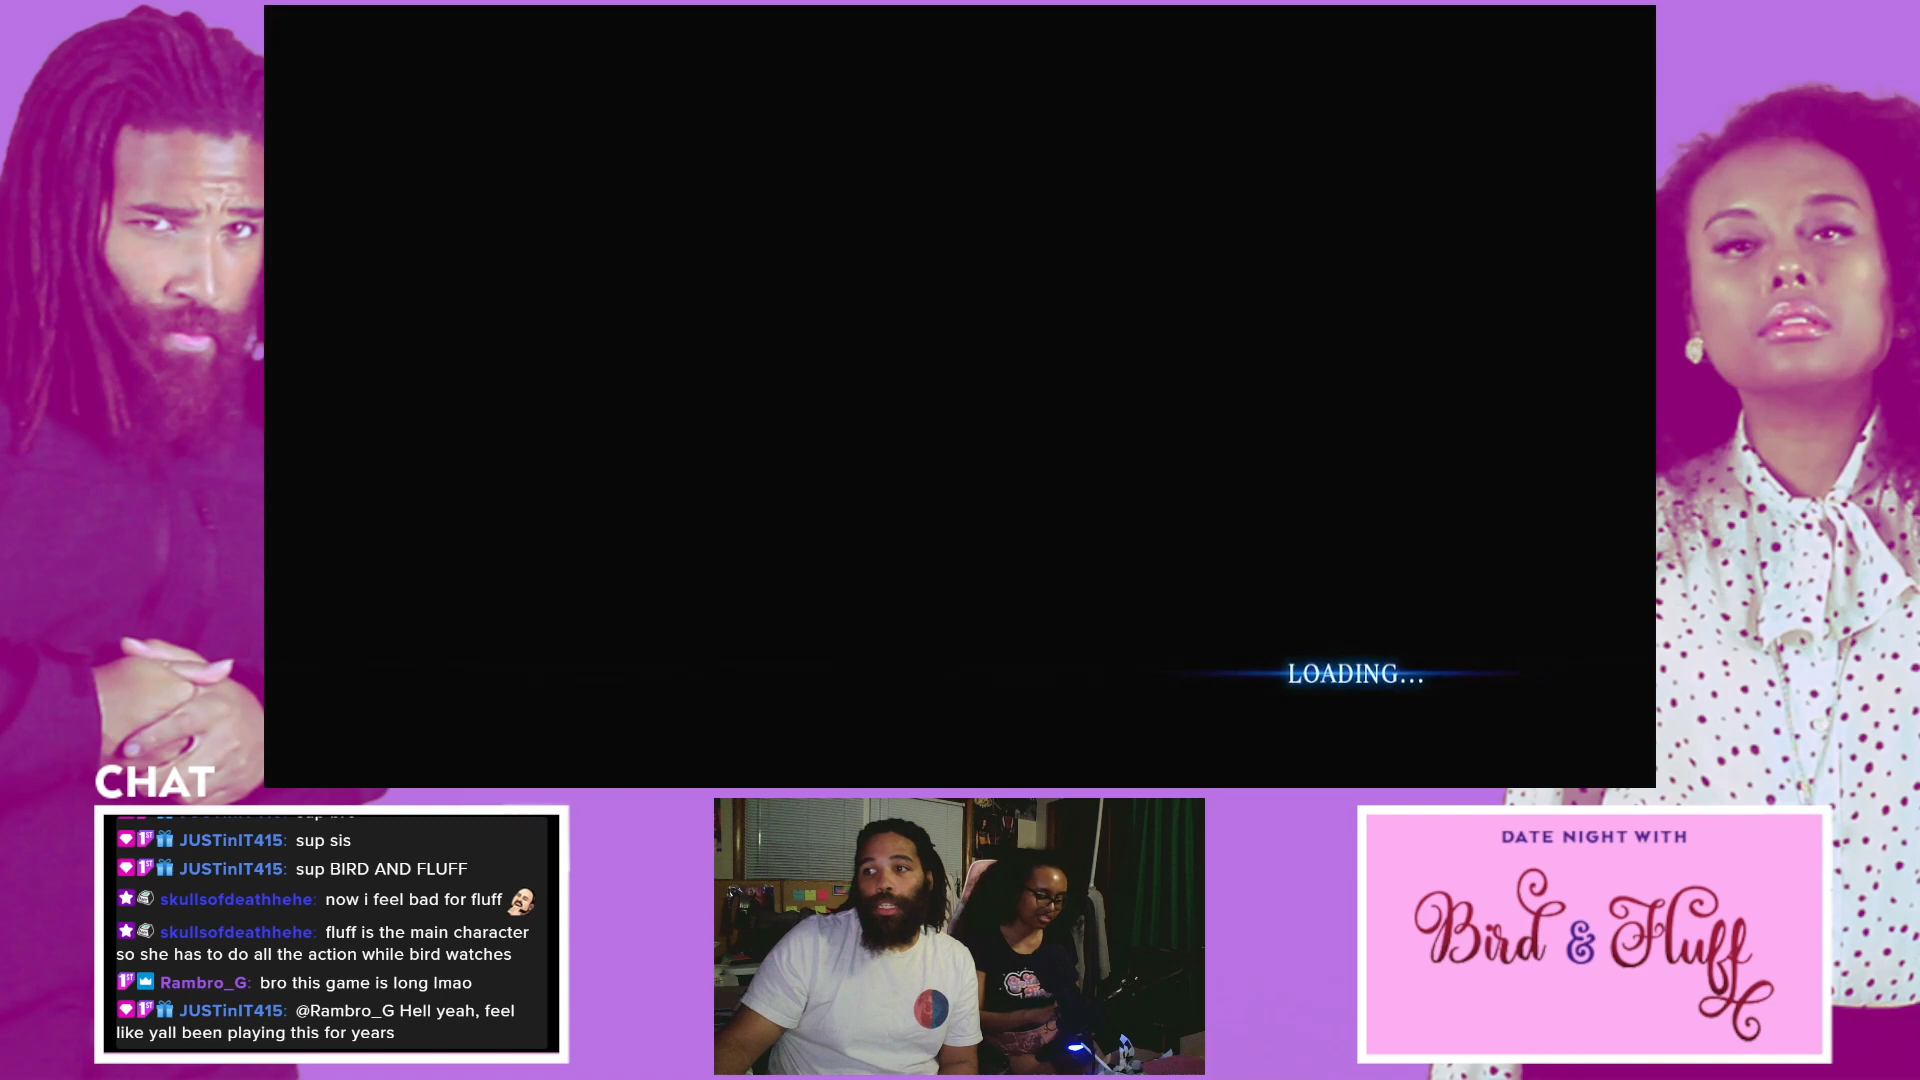 LOADING...
CHAT
JUSTinIT415: sup sis
JUSTinIT415: sup BIRD AND FLUFF
skullsofdeathhehe: now i feel bad for fluff
skullsofdeathhehe: fluff is the main character
so she has to do all the action while bird watches
Rambro_G: bro this game is long lmao
JUSTinIT415: @Rambro_G Hell yeah, feel
like yall been playing this for years
DATE NIGHT WITH
Bird & Fluff